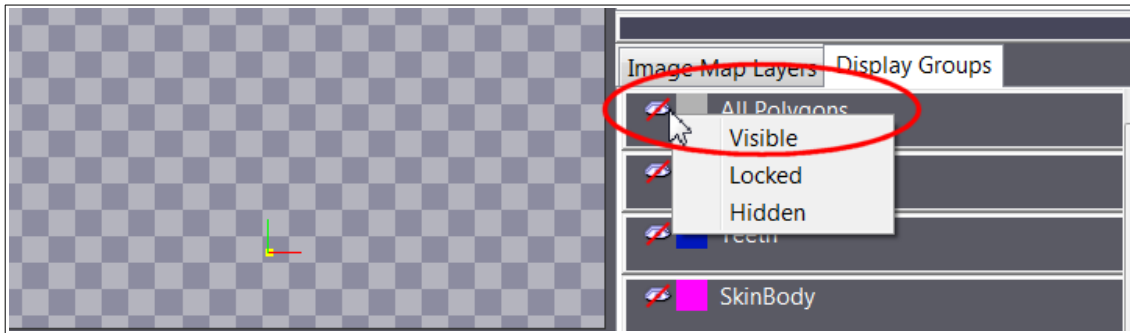 Image Map Layers Display Groups
All Polygons
Visible
Locked
Hidden
Teeth
SkinBody